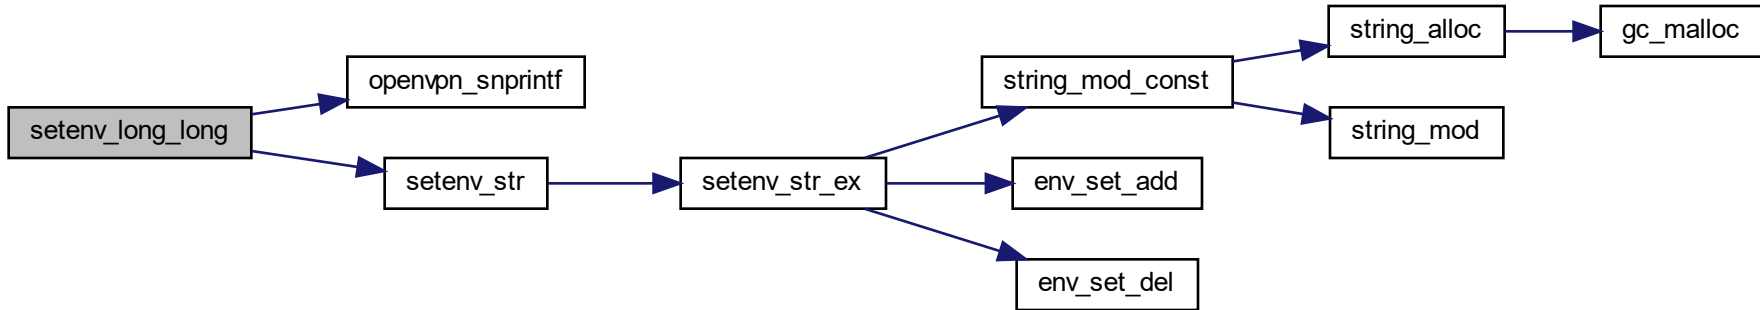 setenv_long_long
openvpn_snprintf
setenv_str
setenv_str_ex
string_mod_const
env_set_add
env_set_del
string_alloc
string_mod
gc_malloc